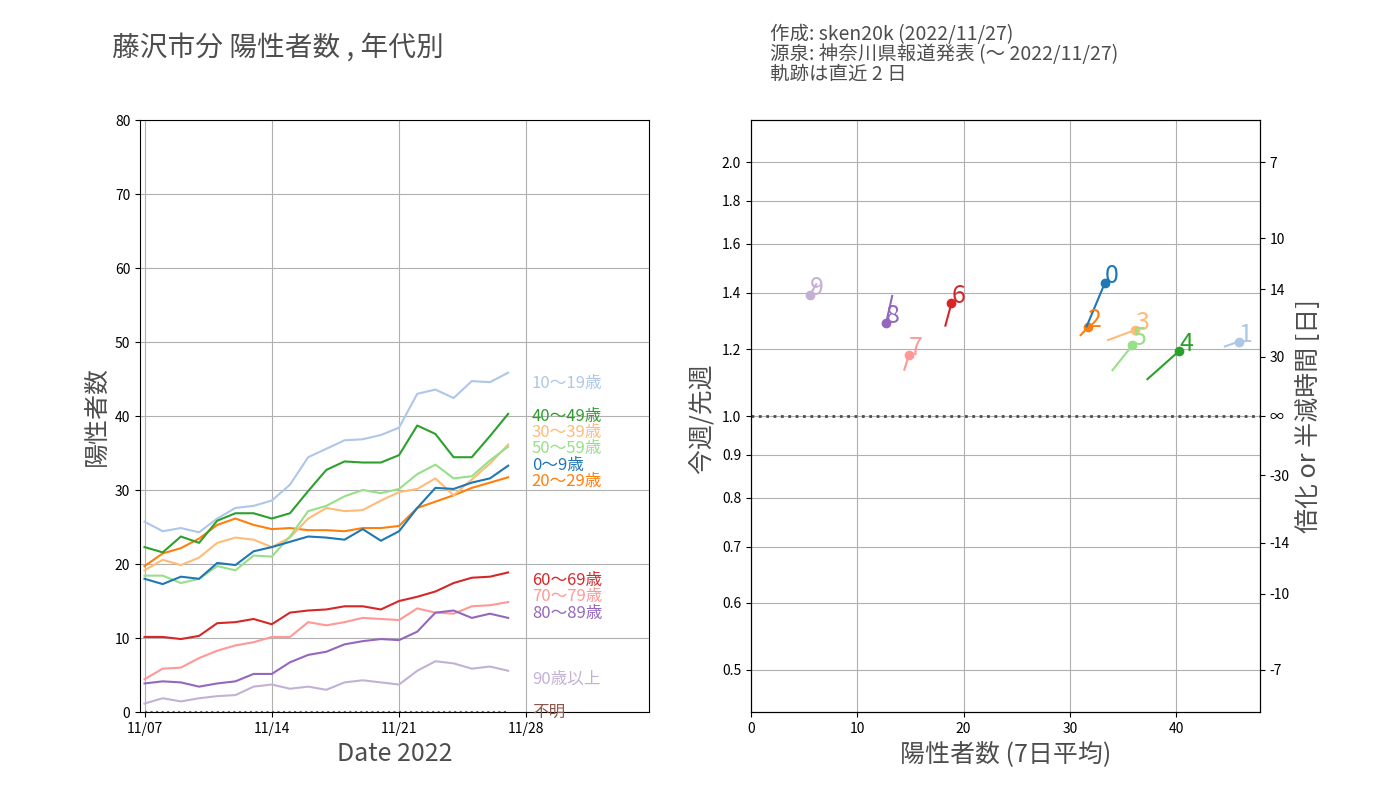 藤沢市分 陽性者数 , 年代別
作成: sken20k (2022/11/27)
源泉: 神奈川県報道発表 (〜 2022/11/27)
軌跡は直近 2 日
陽性者数
80
70
60
50
40
30
20
10
0
10〜19歳
40〜49歳
30〜39歳
50〜59歳
0〜9歳
20〜29歳
60〜69歳
70〜79歳
80〜89歳
90歳以上
不明
11/07
11/14
11/21
11/28
Date 2022
今週/先週
2.0
1.8
1.6
1.4
1.2
1.0
0.9
0.8
0.7
0.6
0.5
9
8
7
6
0
2
3
5
4
1
7
10
14
30
∞
-30
-14
-10
-7
倍化 or 半減時間 [日]
0
10
20
30
40
陽性者数 (7日平均)